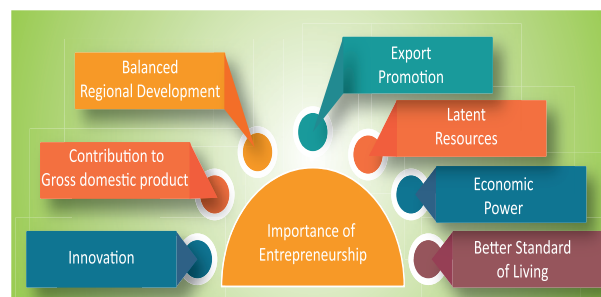 Export
Promotion
Balanced
Regional Development
Latent
Resources
Contribution to
Gross domestic product
Economic
Power
Importance of
Entrepreneurship
Innovation
Better Standard
of Living